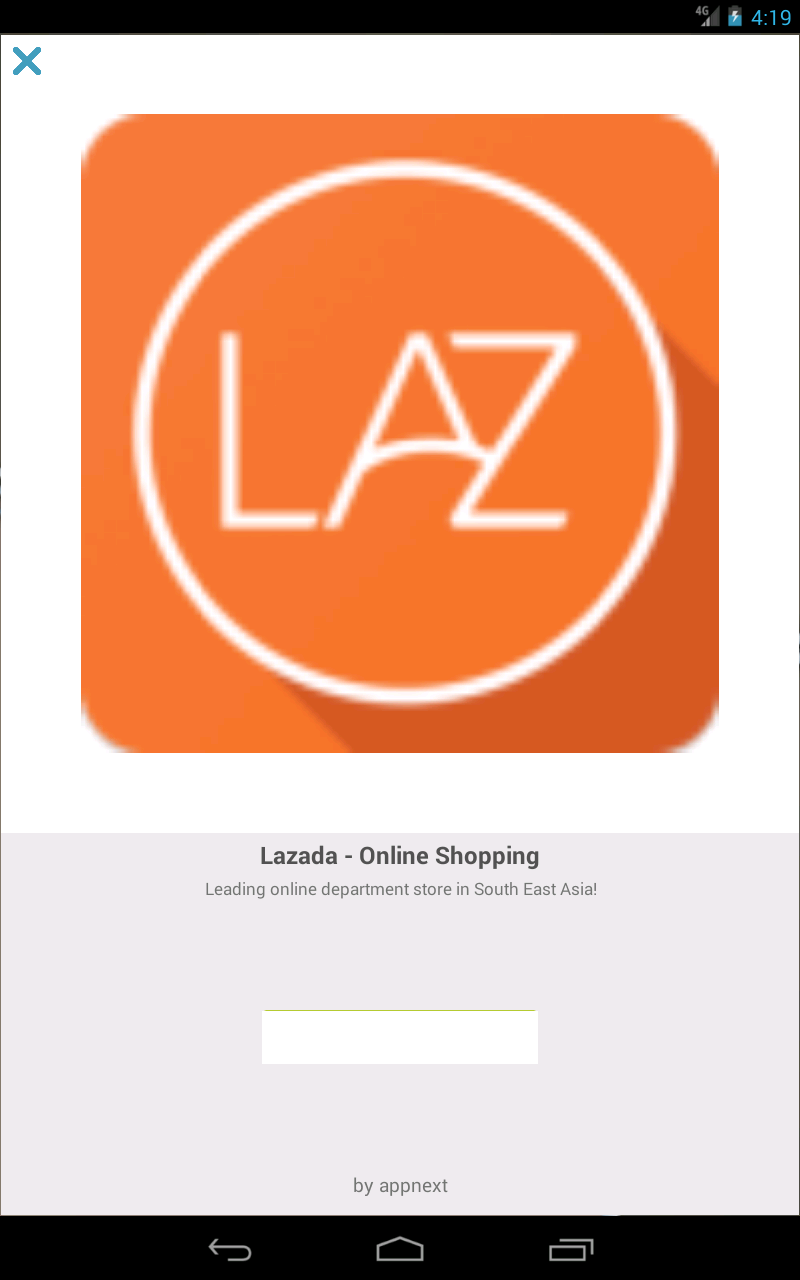 4G
4:19
LAZ
Lazada - Online Shopping
Leading online department store in South East Asia!
by appnext